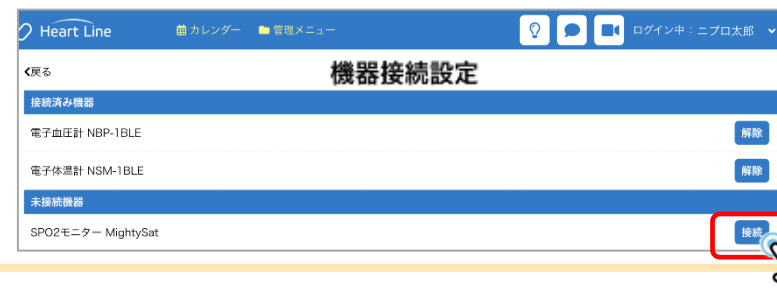 Heart Line カレンダー 管理メニュー ログイン中：ニプロ太郎
戻る 機器接続設定
接続済み機器
電子血圧計 NBP-1BLE 解除
電子体温計 NSM-1BLE 解除
未接続機器
SPO2モニター MightySat 接続